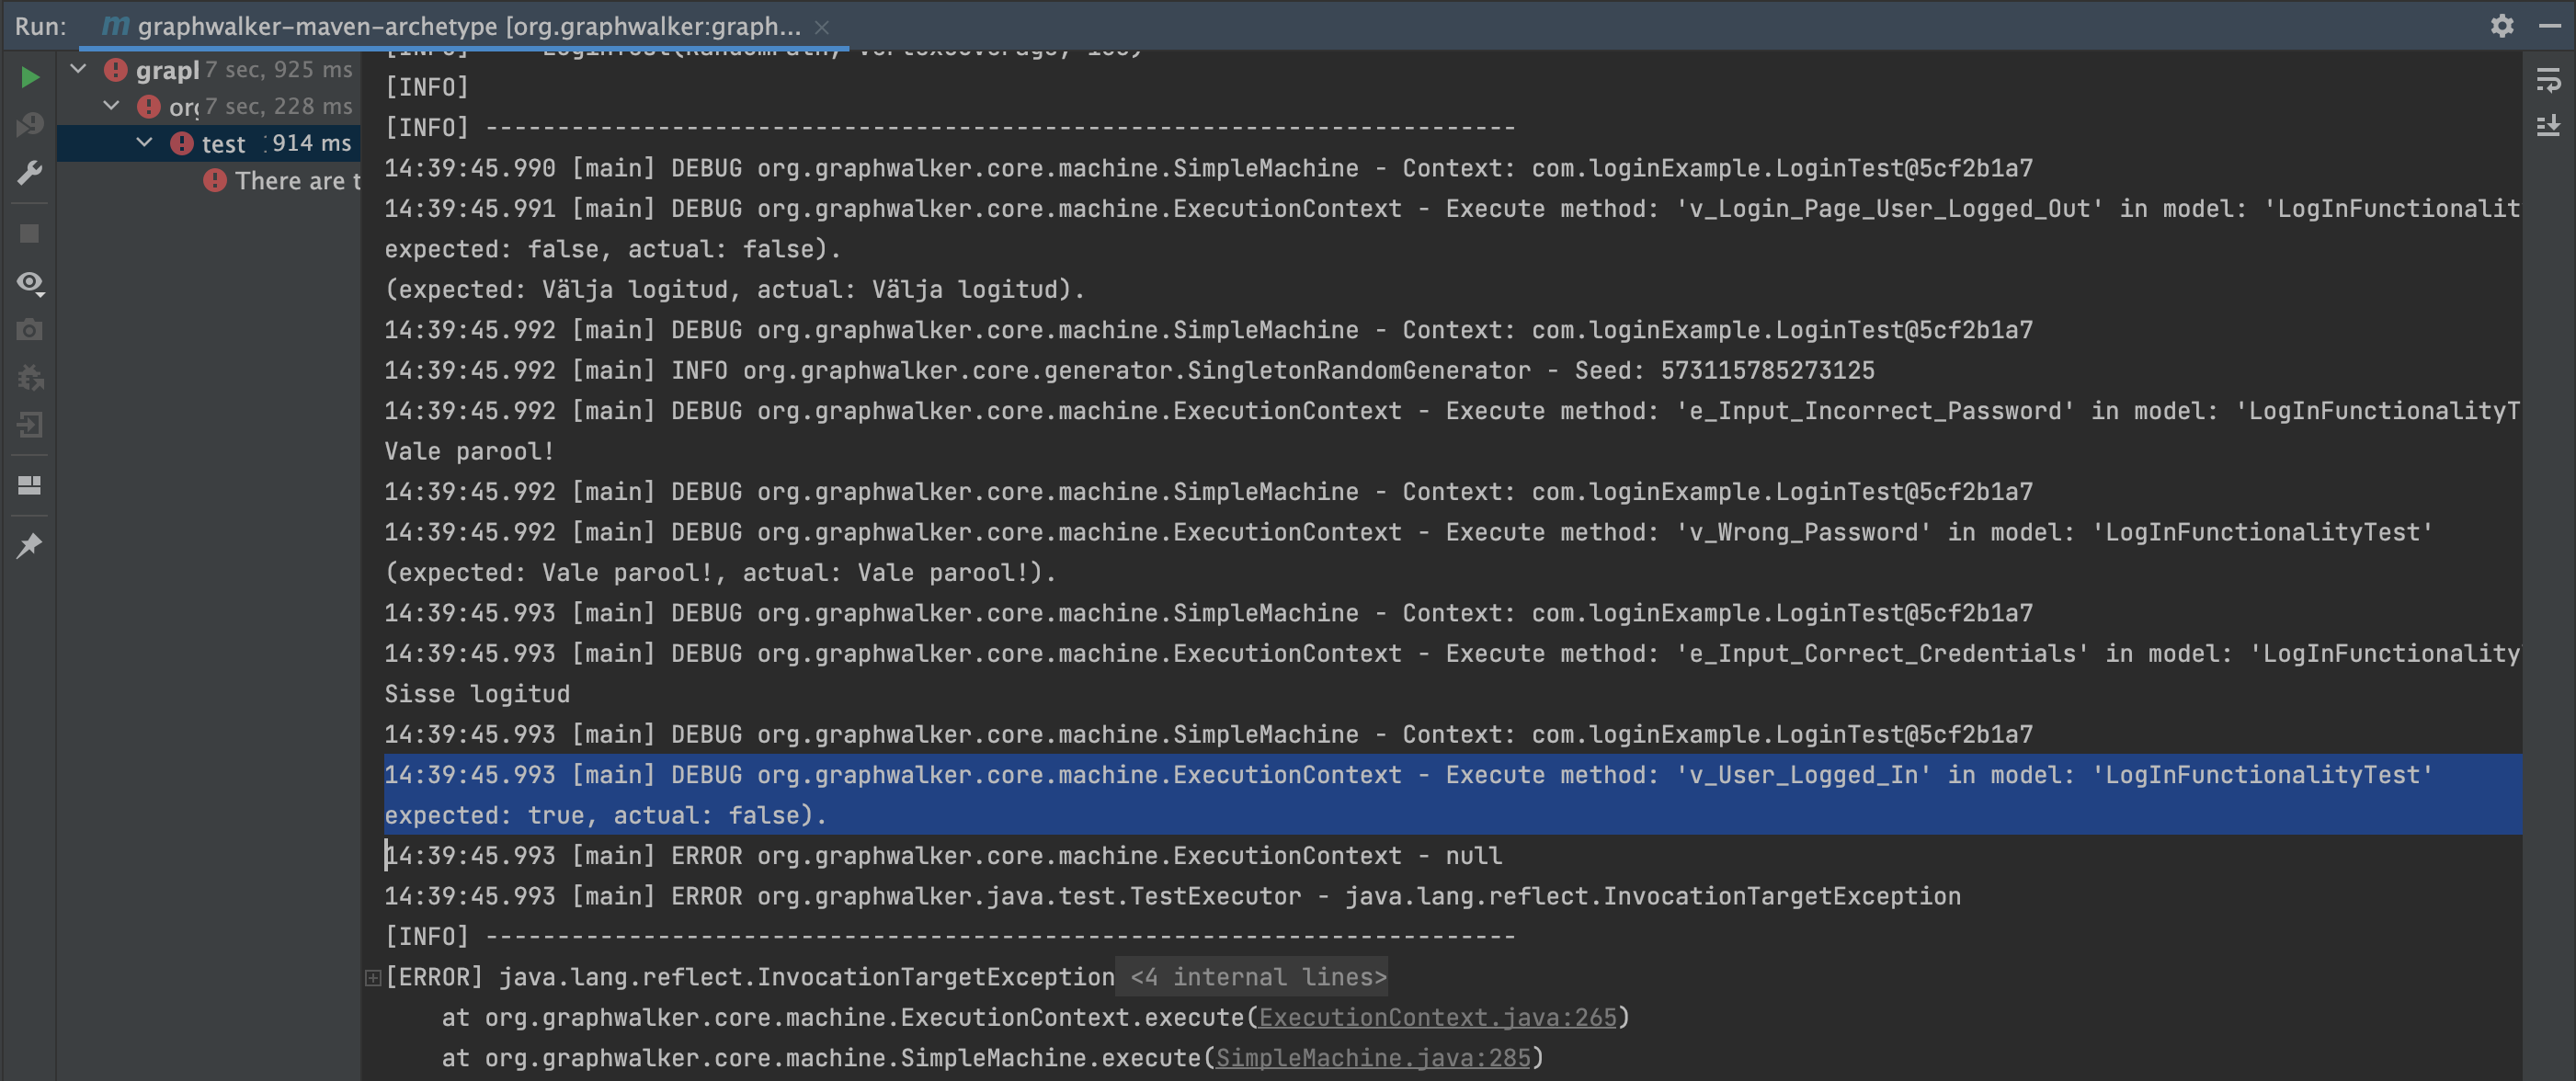 Run: graphwalker-maven-archetype [org.graphwalker:graph...
grapl 7 sec, 925 ms
org 7 sec, 228 ms
test 914 ms
There are t
[INFO] LoginTest(RandomPath, VertexCoverage, 100)
[INFO]
[INFO] ------------------------------------------------------------------------
14:39:45.990 [main] DEBUG org.graphwalker.core.machine.SimpleMachine - Context: com.loginExample.LoginTest@5cf2b1a7
14:39:45.991 [main] DEBUG org.graphwalker.core.machine.ExecutionContext - Execute method: 'v_Login_Page_User_Logged_Out' in model: 'LogInFunctionalit
expected: false, actual: false).
(expected: Välja logitud, actual: Välja logitud).
14:39:45.992 [main] DEBUG org.graphwalker.core.machine.SimpleMachine - Context: com.loginExample.LoginTest@5cf2b1a7
14:39:45.992 [main] INFO org.graphwalker.core.generator.SingletonRandomGenerator - Seed: 573115785273125
14:39:45.992 [main] DEBUG org.graphwalker.core.machine.ExecutionContext - Execute method: 'e_Input_Incorrect_Password' in model: 'LogInFunctionalityT
Vale parool!
14:39:45.992 [main] DEBUG org.graphwalker.core.machine.SimpleMachine - Context: com.loginExample.LoginTest@5cf2b1a7
14:39:45.992 [main] DEBUG org.graphwalker.core.machine.ExecutionContext - Execute method: 'v_Wrong_Password' in model: 'LogInFunctionalityTest'
(expected: Vale parool!, actual: Vale parool!).
14:39:45.993 [main] DEBUG org.graphwalker.core.machine.SimpleMachine - Context: com.loginExample.LoginTest@5cf2b1a7
14:39:45.993 [main] DEBUG org.graphwalker.core.machine.ExecutionContext - Execute method: 'e_Input_Correct_Credentials' in model: 'LogInFunctionality
Sisse logitud
14:39:45.993 [main] DEBUG org.graphwalker.core.machine.SimpleMachine - Context: com.loginExample.LoginTest@5cf2b1a7
14:39:45.993 [main] DEBUG org.graphwalker.core.machine.ExecutionContext - Execute method: 'v_User_Logged_In' in model: 'LogInFunctionalityTest'
expected: true, actual: false).
14:39:45.993 [main] ERROR org.graphwalker.core.machine.ExecutionContext - null
14:39:45.993 [main] ERROR org.graphwalker.java.test.TestExecutor - java.lang.reflect.InvocationTargetException
[INFO] ------------------------------------------------------------------------
[ERROR] java.lang.reflect.InvocationTargetException <4 internal lines>
at org.graphwalker.core.machine.ExecutionContext.execute(ExecutionContext.java:265)
at org.graphwalker.core.machine.SimpleMachine.execute(SimpleMachine.java:285)